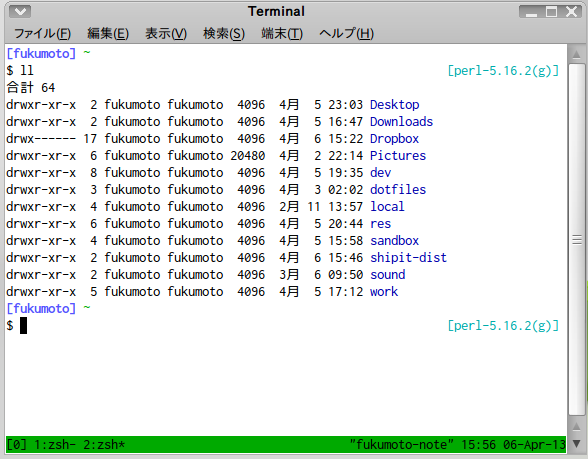 Terminal
ファイル(F) 編集(E) 表示(V) 検索(S) 端末(T) ヘルプ(H)
[fukumoto] ~
$ ll [perl-5.16.2(g)]
合計 64
drwxr-xr-x 2 fukumoto fukumoto 4096 4月 5 23:03 Desktop
drwxr-xr-x 2 fukumoto fukumoto 4096 4月 5 16:47 Downloads
drwx------ 17 fukumoto fukumoto 4096 4月 6 15:22 Dropbox
drwxr-xr-x 6 fukumoto fukumoto 20480 4月 2 22:14 Pictures
drwxr-xr-x 8 fukumoto fukumoto 4096 4月 5 19:35 dev
drwxr-xr-x 3 fukumoto fukumoto 4096 4月 3 02:02 dotfiles
drwxr-xr-x 4 fukumoto fukumoto 4096 2月 11 13:57 local
drwxr-xr-x 6 fukumoto fukumoto 4096 4月 5 20:44 res
drwxr-xr-x 4 fukumoto fukumoto 4096 4月 5 15:58 sandbox
drwxr-xr-x 2 fukumoto fukumoto 4096 4月 6 15:46 shipit-dist
drwxr-xr-x 2 fukumoto fukumoto 4096 3月 6 09:50 sound
drwxr-xr-x 5 fukumoto fukumoto 4096 4月 5 17:12 work
[fukumoto] ~
$ [perl-5.16.2(g)]
[0] 1:zsh- 2:zsh* "fukumoto-note" 15:56 06-Apr-13